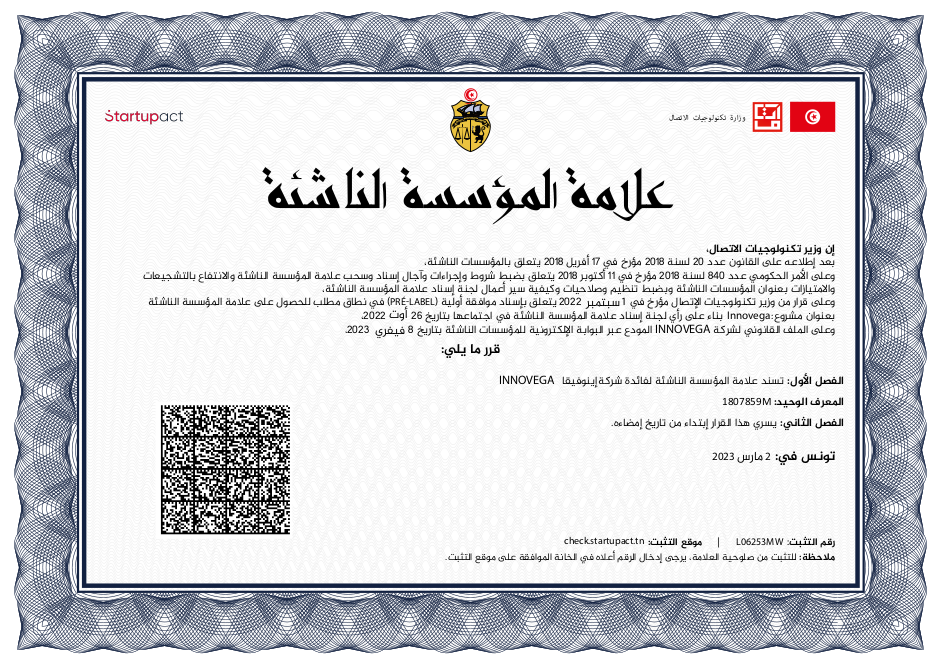 Startupact
وزارة تكنولوجيات الاتصال
علامة المؤسسة الناشئة
إن وزير تكنولوجيات الاتصال،
بعد إطلاعه على القانون عدد 20 لسنة 2018 مؤرخ في 17 أفريل 2018 يتعلق بالمؤسسات الناشئة،
وعلى الأمر الحكومي عدد 840 لسنة 2018 مؤرخ في 11 أكتوبر 2018 يتعلق بضبط شروط وإجراءات وآجال إسناد وسحب علامة المؤسسة الناشئة والانتفاع بالتشجيعات
والامتيازات بعنوان المؤسسات الناشئة وبضبط تنظيم وصلاحيات وكيفية سير أعمال لجنة إسناد علامة المؤسسة الناشئة،
وعلى قرار من وزير تكنولوجيات الإتصال مؤرخ في 1 سبتمبر 2022 يتعلق بإسناد موافقة أولية (PRÉ-LABEL) في نطاق مطلب للحصول على علامة المؤسسة الناشئة
بعنوان مشروع:Innovega بناء على رأي لجنة إسناد علامة المؤسسة الناشئة في اجتماعها بتاريخ 26 أوت 2022،
وعلى الملف القانوني لشركة INNOVEGA المودع عبر البوابة الإلكترونية للمؤسسات الناشئة بتاريخ 8 فيفري 2023،
قرر ما يلي:
الفصل الأول: تسند علامة المؤسسة الناشئة لفائدة شركة إينوفيقا INNOVEGA
المعرف الوحيد: 1807859M
الفصل الثاني: يسري هذا القرار إبتداء من تاريخ إمضاءه.
تونس في: 2 مارس 2023
رقم التثبت: L06253MW | موقع التثبت: check.startupact.tn
ملاحظة: للتثبت من صلوحية العلامة، يرجى إدخال الرقم أعلاه في الخانة الموافقة على موقع التثبت.